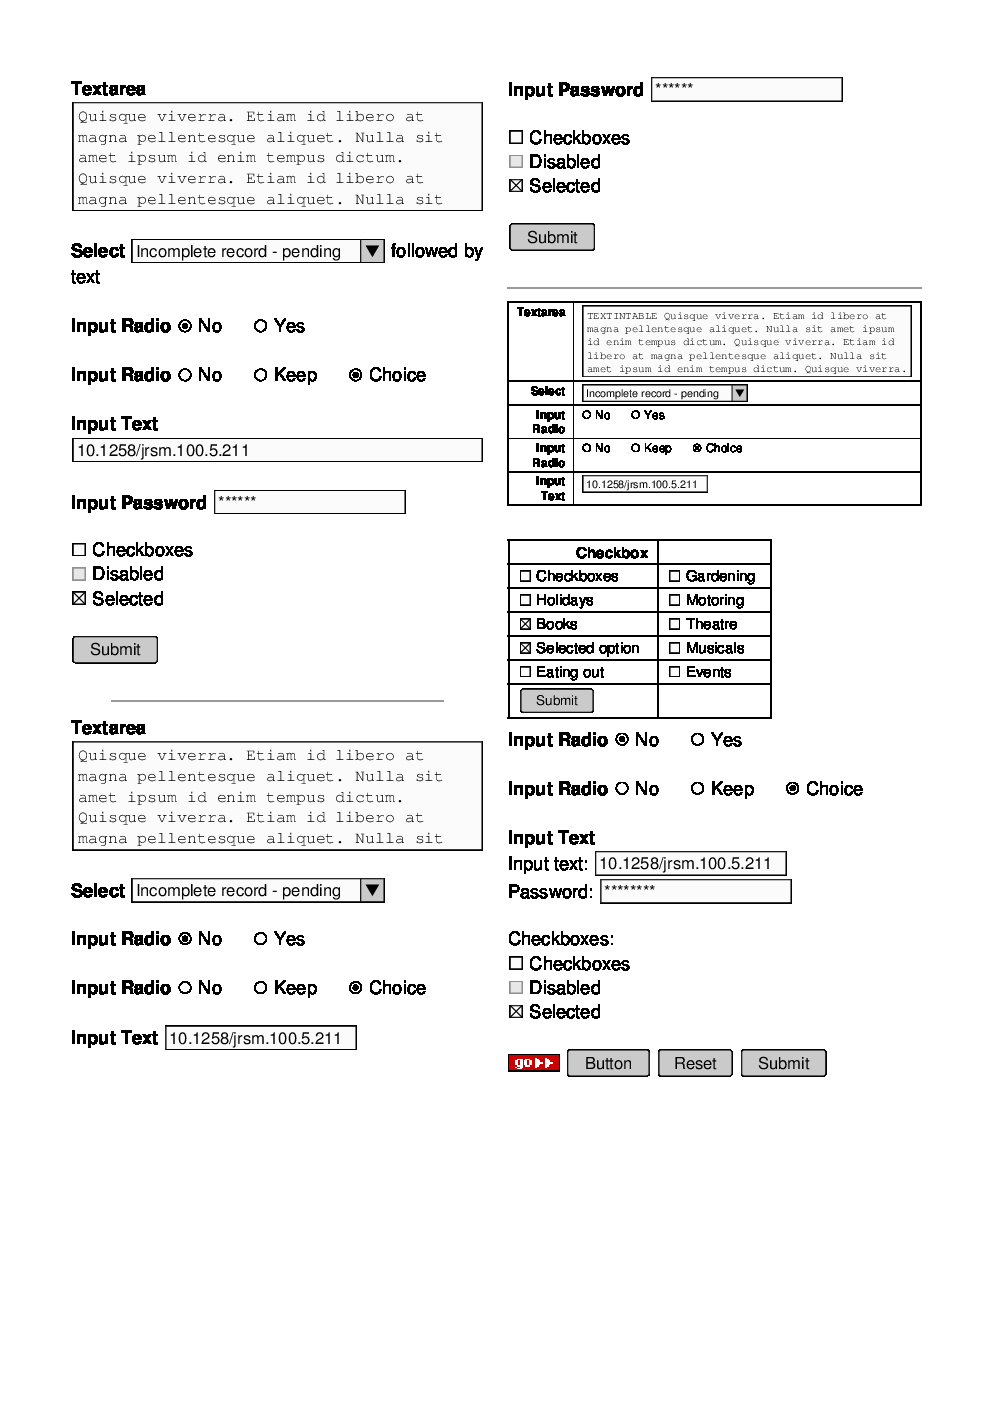 Textarea
Quisque viverra. Etiam id libero at
magna pellentesque aliquet. Nulla sit
amet ipsum id enim tempus dictum.
Quisque viverra. Etiam id libero at
magna pellentesque aliquet. Nulla sit
Select Incomplete record - pending followed by
text
Input Radio No Yes
Input Radio No Keep Choice
Input Text
10.1258/jrsm.100.5.211
Input Password ******
Checkboxes
Disabled
Selected
Submit
Textarea
Quisque viverra. Etiam id libero at
magna pellentesque aliquet. Nulla sit
amet ipsum id enim tempus dictum.
Quisque viverra. Etiam id libero at
magna pellentesque aliquet. Nulla sit
Select Incomplete record - pending
Input Radio No Yes
Input Radio No Keep Choice
Input Text 10.1258/jrsm.100.5.211
Input Password ******
Checkboxes
Disabled
Selected
Submit
Textarea
TEXTINTABLE Quisque viverra. Etiam id libero at
magna pellentesque aliquet. Nulla sit amet ipsum
id enim tempus dictum. Quisque viverra. Etiam id
libero at magna pellentesque aliquet. Nulla sit
amet ipsum id enim tempus dictum. Quisque viverra.
Select Incomplete record - pending
Input No Yes
Radio
Input No Keep Choice
Radio
Input 10.1258/jrsm.100.5.211
Text
Checkbox
Checkboxes Gardening
Holidays Motoring
Books Theatre
Selected option Musicals
Eating out Events
Submit
Input Radio No Yes
Input Radio No Keep Choice
Input Text
Input text: 10.1258/jrsm.100.5.211
Password: ********
Checkboxes:
Checkboxes
Disabled
Selected
go Button Reset Submit